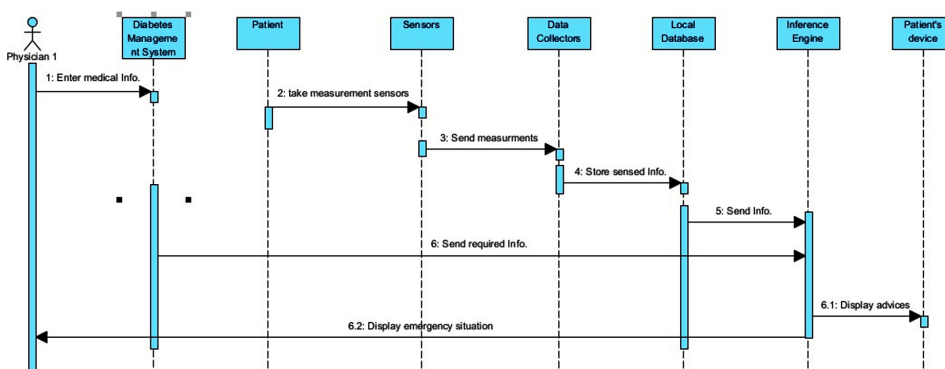 Diabetes
Manageme
nt System
Patient
Sensors
Data
Collectors
Local
Database
Inference
Engine
Patient's
device
Physician 1
1: Enter medical Info.
2: take measurement sensors
3: Send measurments
4: Store sensed Info.
5: Send Info.
6: Send required Info.
6.1: Display advices
6.2: Display emergency situation